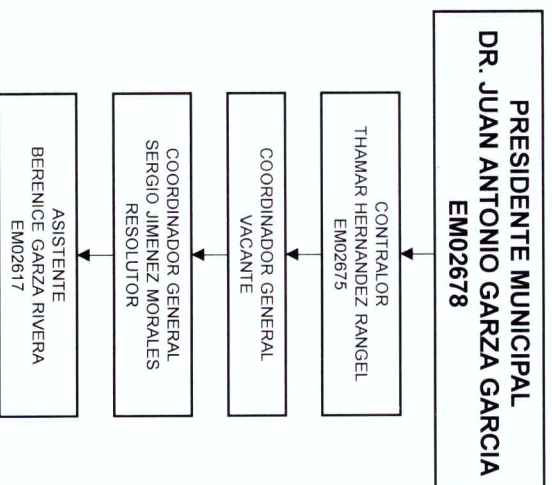 PRESIDENTE MUNICIPAL
DR. JUAN ANTONIO GARZA GARCIA
EM02678
CONTRALOR
THAMAR HERNANDEZ RANGEL
EM02675
COORDINADOR GENERAL
VACANTE
COORDINADOR GENERAL
SERGIO JIMENEZ MORALES
RESOLUTOR
ASISTENTE
BERENICE GARZA RIVERA
EM02617